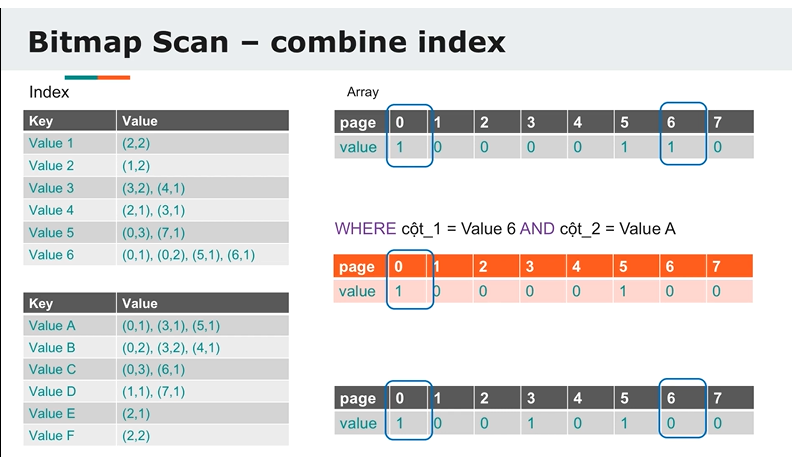 Bitmap Scan – combine index
Index
Key Value
Value 1 (2,2)
Value 2 (1,2)
Value 3 (3,2), (4,1)
Value 4 (2,1), (3,1)
Value 5 (0,3), (7,1)
Value 6 (0,1), (0,2), (5,1), (6,1)
Key Value
Value A (0,1), (3,1), (5,1)
Value B (0,2), (3,2), (4,1)
Value C (0,3), (6,1)
Value D (1,1), (7,1)
Value E (2,1)
Value F (2,2)
Array
page 0 1 2 3 4 5 6 7
value 1 0 0 0 0 1 1 0
WHERE cột_1 = Value 6 AND cột_2 = Value A
page 0 1 2 3 4 5 6 7
value 1 0 0 0 0 1 0 0
page 0 1 2 3 4 5 6 7
value 1 0 0 1 0 1 0 0